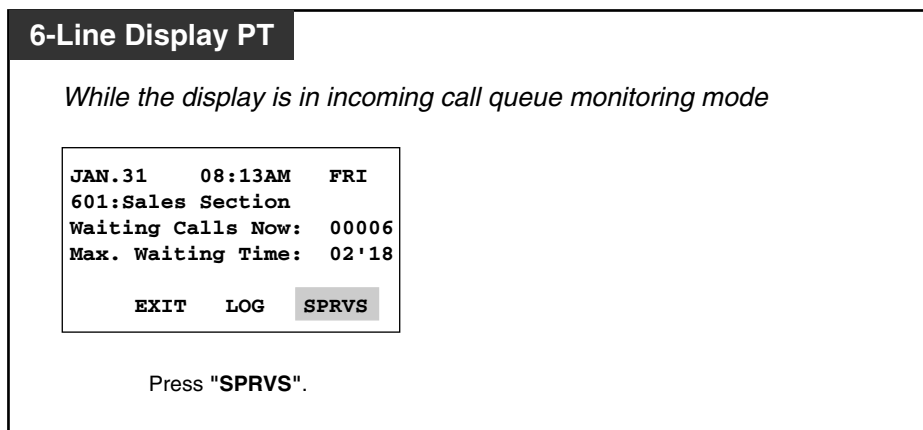 6-Line Display PT
While the display is in incoming call queue monitoring mode
JAN.31 08:13AM FRI
601:Sales Section
Waiting Calls Now: 00006
Max. Waiting Time: 02'18
EXIT LOG SPRVS
Press "SPRVS".